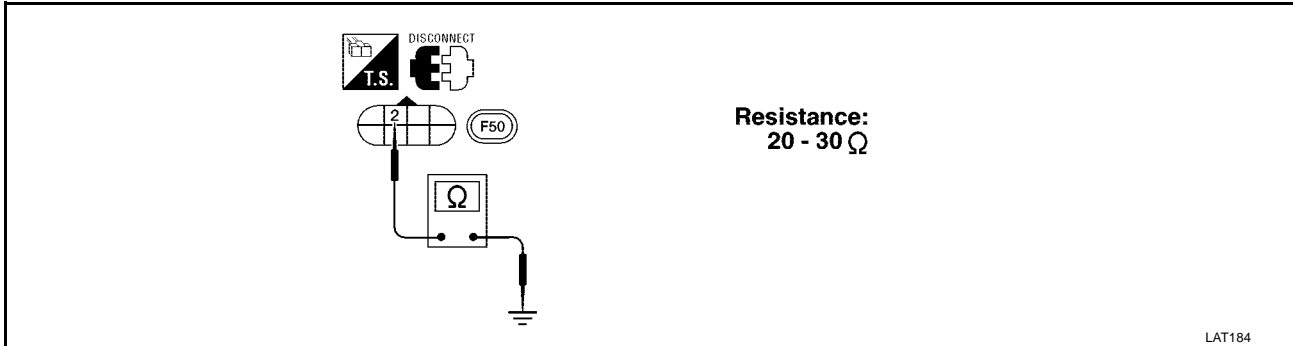 DISCONNECT
T.S.
2
F50
Ω
Resistance:
20 - 30 Ω
LAT184